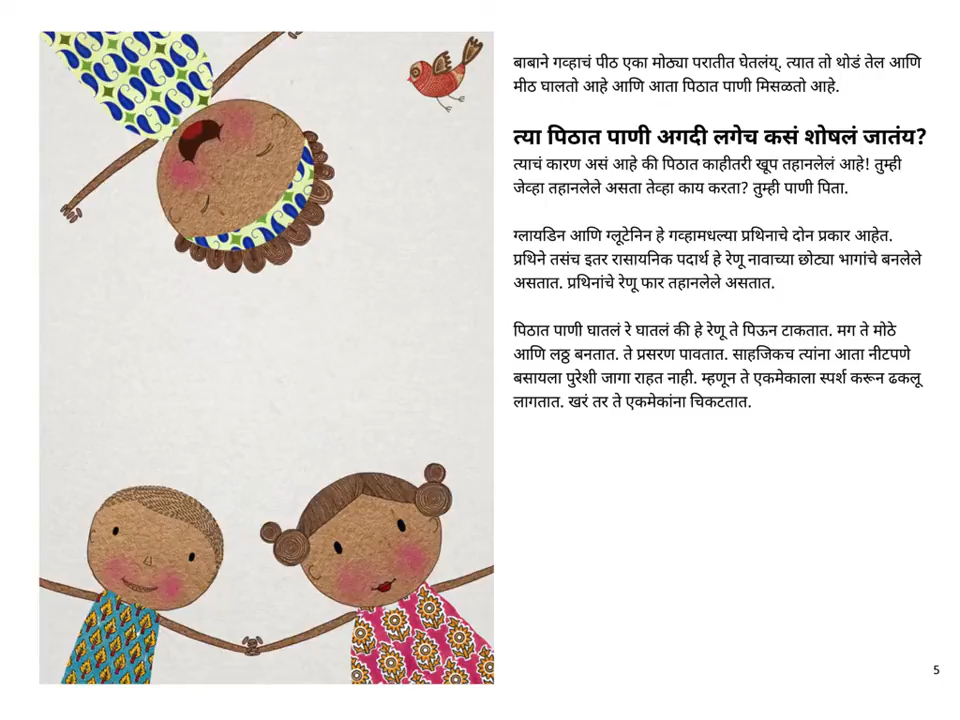 बाबाने गव्हाचं पीठ एका मोठ्या परातीत घेतलंय्. त्यात तो थोडं तेल आणि
मीठ घालतो आहे आणि आता पिठात पाणी मिसळतो आहे.
त्या पिठात पाणी अगदी लगेच कसं शोषलं जातंय?
त्याचं कारण असं आहे की पिठात काहीतरी खूप तहानलेलं आहे! तुम्ही
जेव्हा तहानलेले असता तेव्हा काय करता? तुम्ही पाणी पिता.
ग्लायडिन आणि ग्लूटेनिन हे गव्हामधल्या प्रथिनाचे दोन प्रकार आहेत.
प्रथिने तसंच इतर रासायनिक पदार्थ हे रेणू नावाच्या छोट्या भागांचे बनलेले
असतात. प्रथिनांचे रेणू फार तहानलेले असतात.
पिठात पाणी घातलं रे घातलं की हे रेणू ते पिऊन टाकतात. मग ते मोठे
आणि लठ्ठ बनतात. ते प्रसरण पावतात. साहजिकच त्यांना आता नीटपणे
बसायला पुरेशी जागा राहत नाही. म्हणून ते एकमेकाला स्पर्श करून ढकलू
लागतात. खरं तर ते एकमेकांना चिकटतात.
5